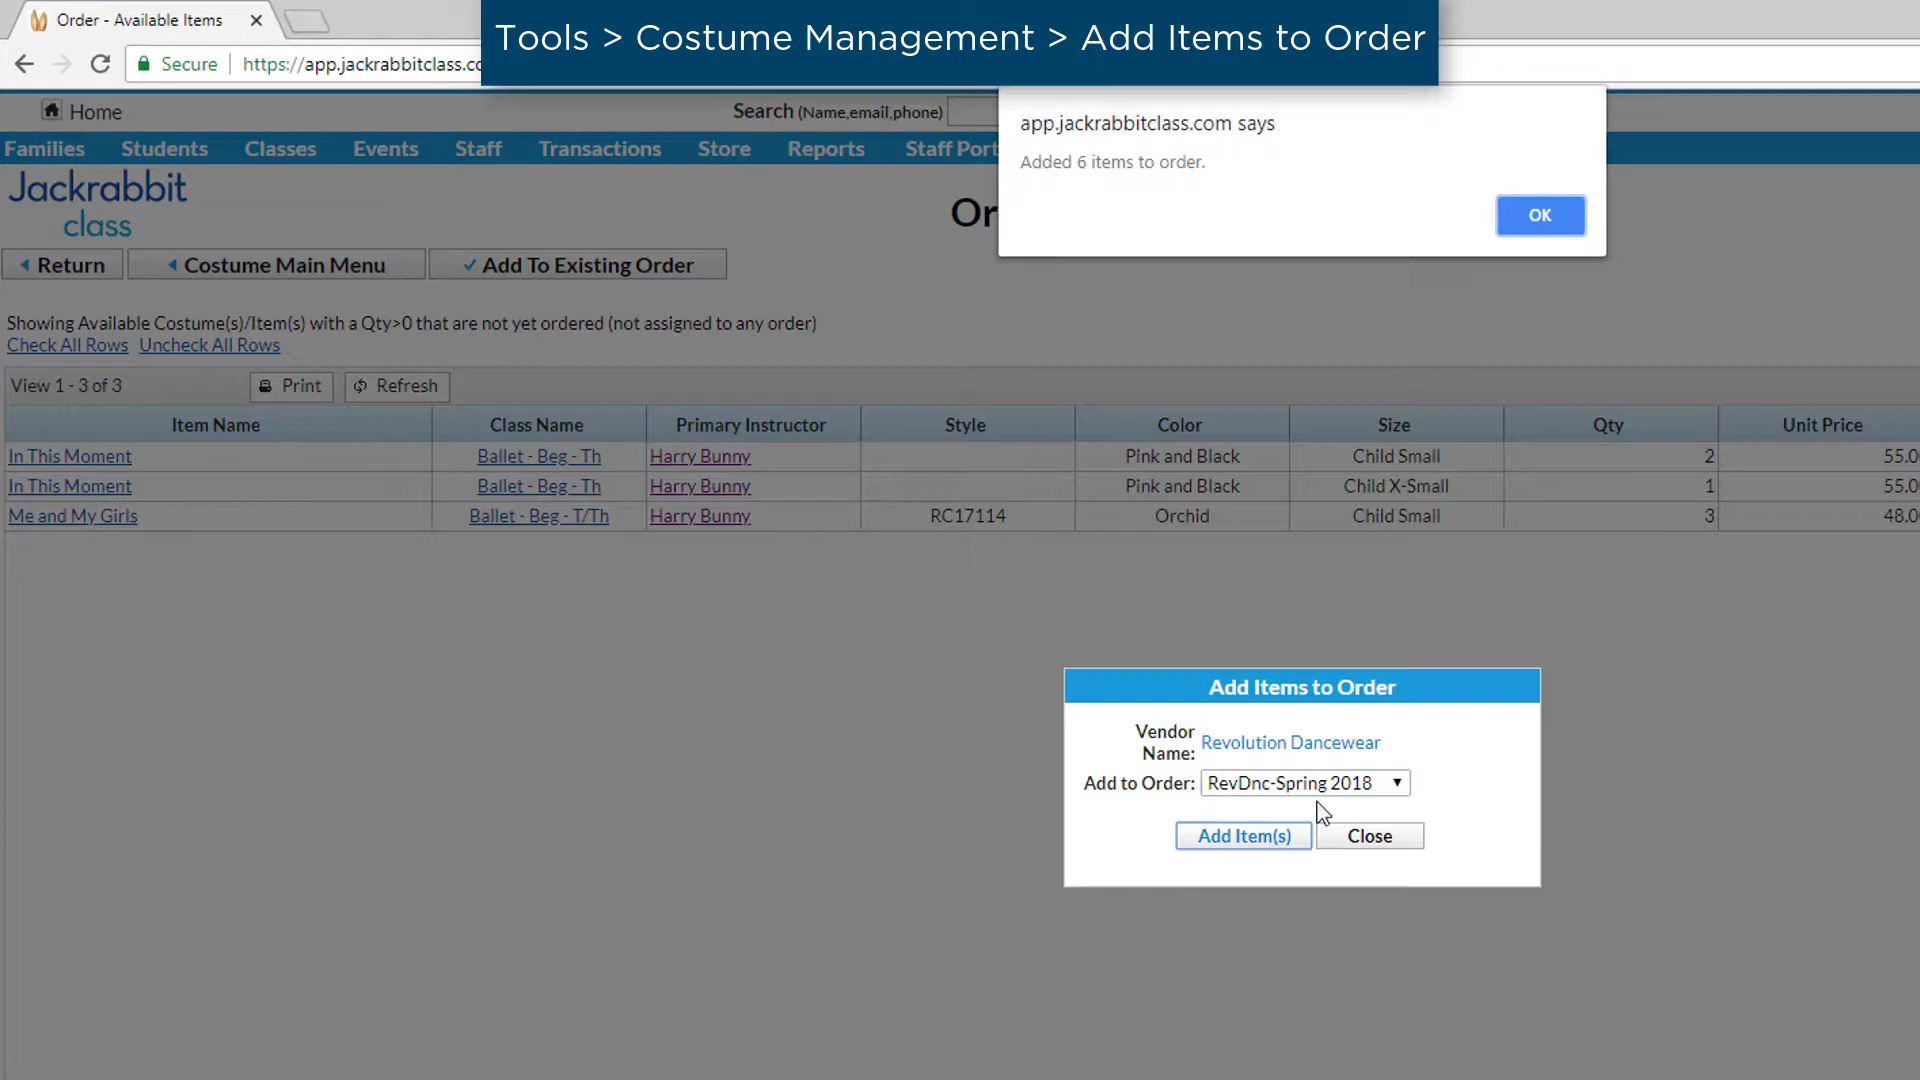 Order - Available Items
Tools > Costume Management > Add Items to Order
Secure
https://app.jackrabbitclass.co
Home
Search (Name,email,phone)
app.jackrabbitclass.com says
Added 6 items to order.
OK
Families Students Classes Events Staff Transactions Store Reports Staff Port
Jackrabbit
class
Or
Return
Costume Main Menu
Add To Existing Order
Showing Available Costume(s)/Item(s) with a Qty>0 that are not yet ordered (not assigned to any order)
Check All Rows Uncheck All Rows
View 1 - 3 of 3 Print Refresh
Item Name Class Name Primary Instructor Style Color Size Qty Unit Price
In This Moment Ballet - Beg - Th Harry Bunny Pink and Black Child Small 2 55.0
In This Moment Ballet - Beg - Th Harry Bunny Pink and Black Child X-Small 1 55.0
Me and My Girls Ballet - Beg - T/Th Harry Bunny RC17114 Orchid Child Small 3 48.0
Add Items to Order
Vendor
Name: Revolution Dancewear
Add to Order: RevDnc-Spring 2018
Add Item(s) Close